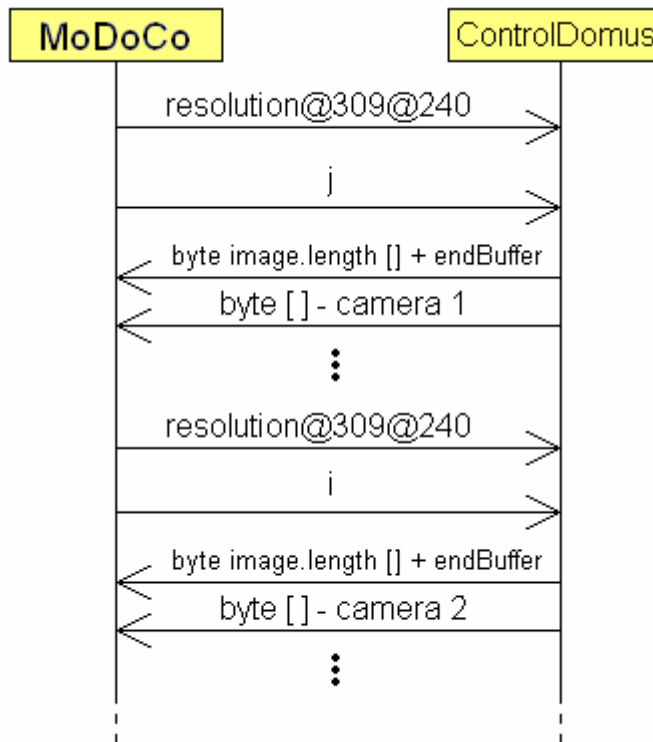 MoDoCo
ControlDomus
resolution@309@240
j
byte image.length [] + endBuffer
byte [ ] - camera 1
resolution@309@240
i
byte image.length [] + endBuffer
byte [ ] - camera 2